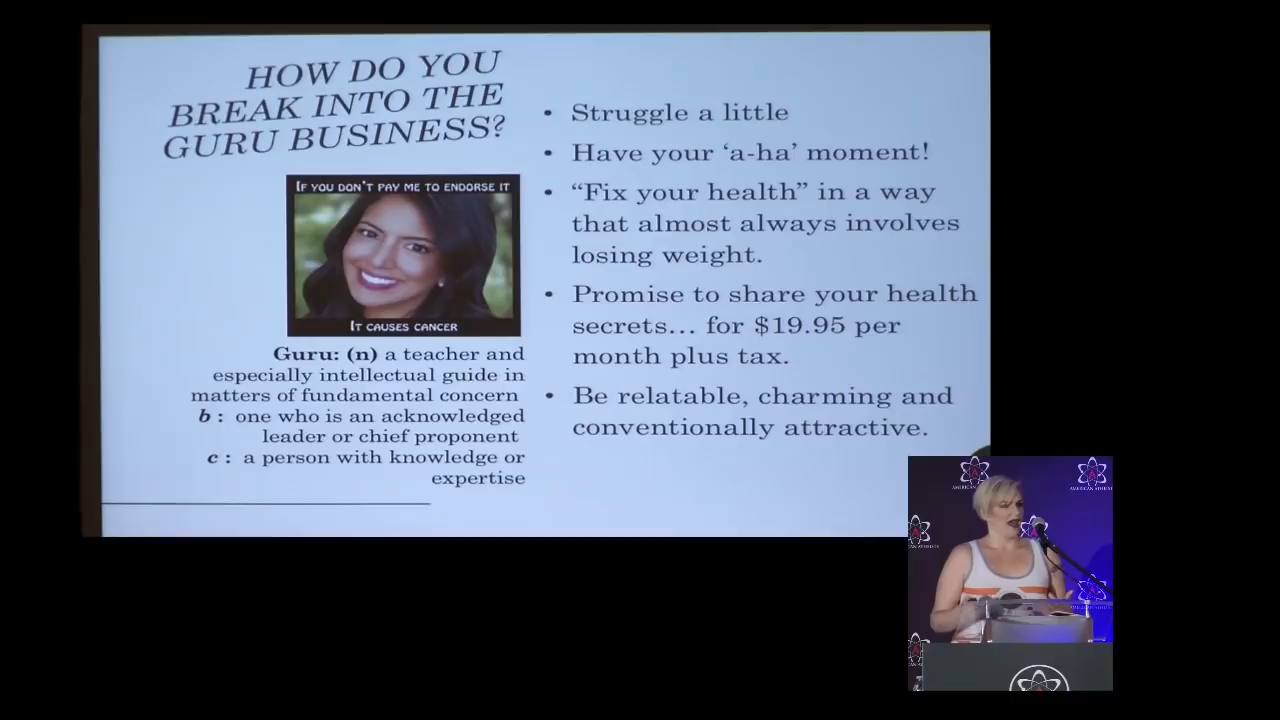 HOW DO YOU
BREAK INTO THE
GURU BUSINESS?
IF YOU DON'T PAY ME TO ENDORSE IT
IT CAUSES CANCER
Guru: (n) a teacher and
especially intellectual guide in
matters of fundamental concern
b : one who is an acknowledged
leader or chief proponent
c : a person with knowledge or
expertise
• Struggle a little
• Have your ‘a-ha’ moment!
• “Fix your health” in a way
that almost always involves
losing weight.
• Promise to share your health
secrets… for $19.95 per
month plus tax.
• Be relatable, charming and
conventionally attractive.
AMERICAN ATHEISTS